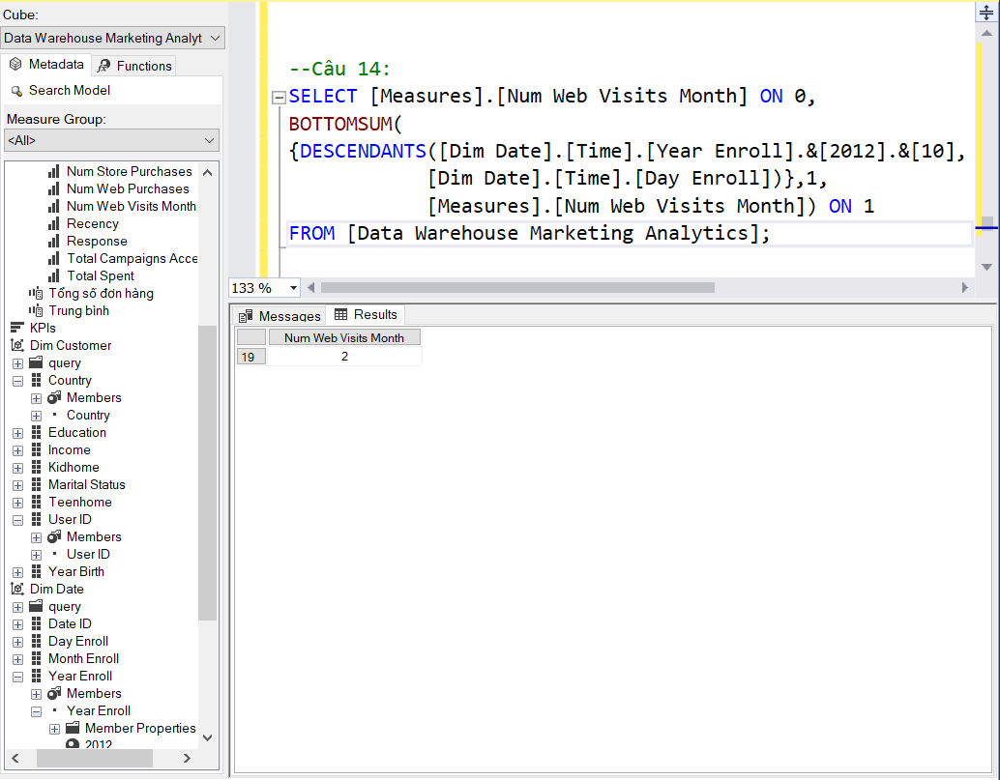 Cube:
Data Warehouse Marketing Analyt
Metadata
Functions
Search Model
Measure Group:
<All>
Num Store Purchases
Num Web Purchases
Num Web Visits Month
Recency
Response
Total Campaigns Acce
Total Spent
Tổng số đơn hàng
Trung bình
KPIs
Dim Customer
query
Country
Members
Country
Education
Income
Kidhome
Marital Status
Teenhome
User ID
Members
User ID
Year Birth
Dim Date
query
Date ID
Day Enroll
Month Enroll
Year Enroll
Members
Year Enroll
Member Properties
2012
--Câu 14:
SELECT [Measures].[Num Web Visits Month] ON 0,
BOTTOMSUM(
{DESCENDANTS([Dim Date].[Time].[Year Enroll].&[2012].&[10],
[Dim Date].[Time].[Day Enroll])},1,
[Measures].[Num Web Visits Month]) ON 1
FROM [Data Warehouse Marketing Analytics];
133 %
Messages
Results
Num Web Visits Month
19 2